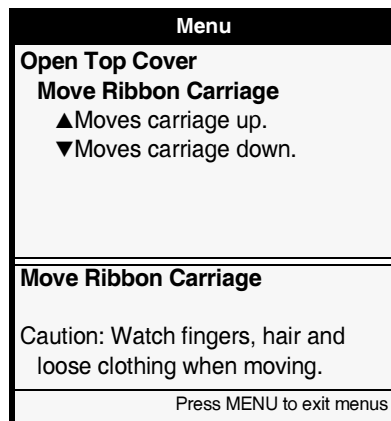 Menu
Open Top Cover
Move Ribbon Carriage
▲Moves carriage up.
▼Moves carriage down.
Move Ribbon Carriage
Caution: Watch fingers, hair and
loose clothing when moving.
Press MENU to exit menus